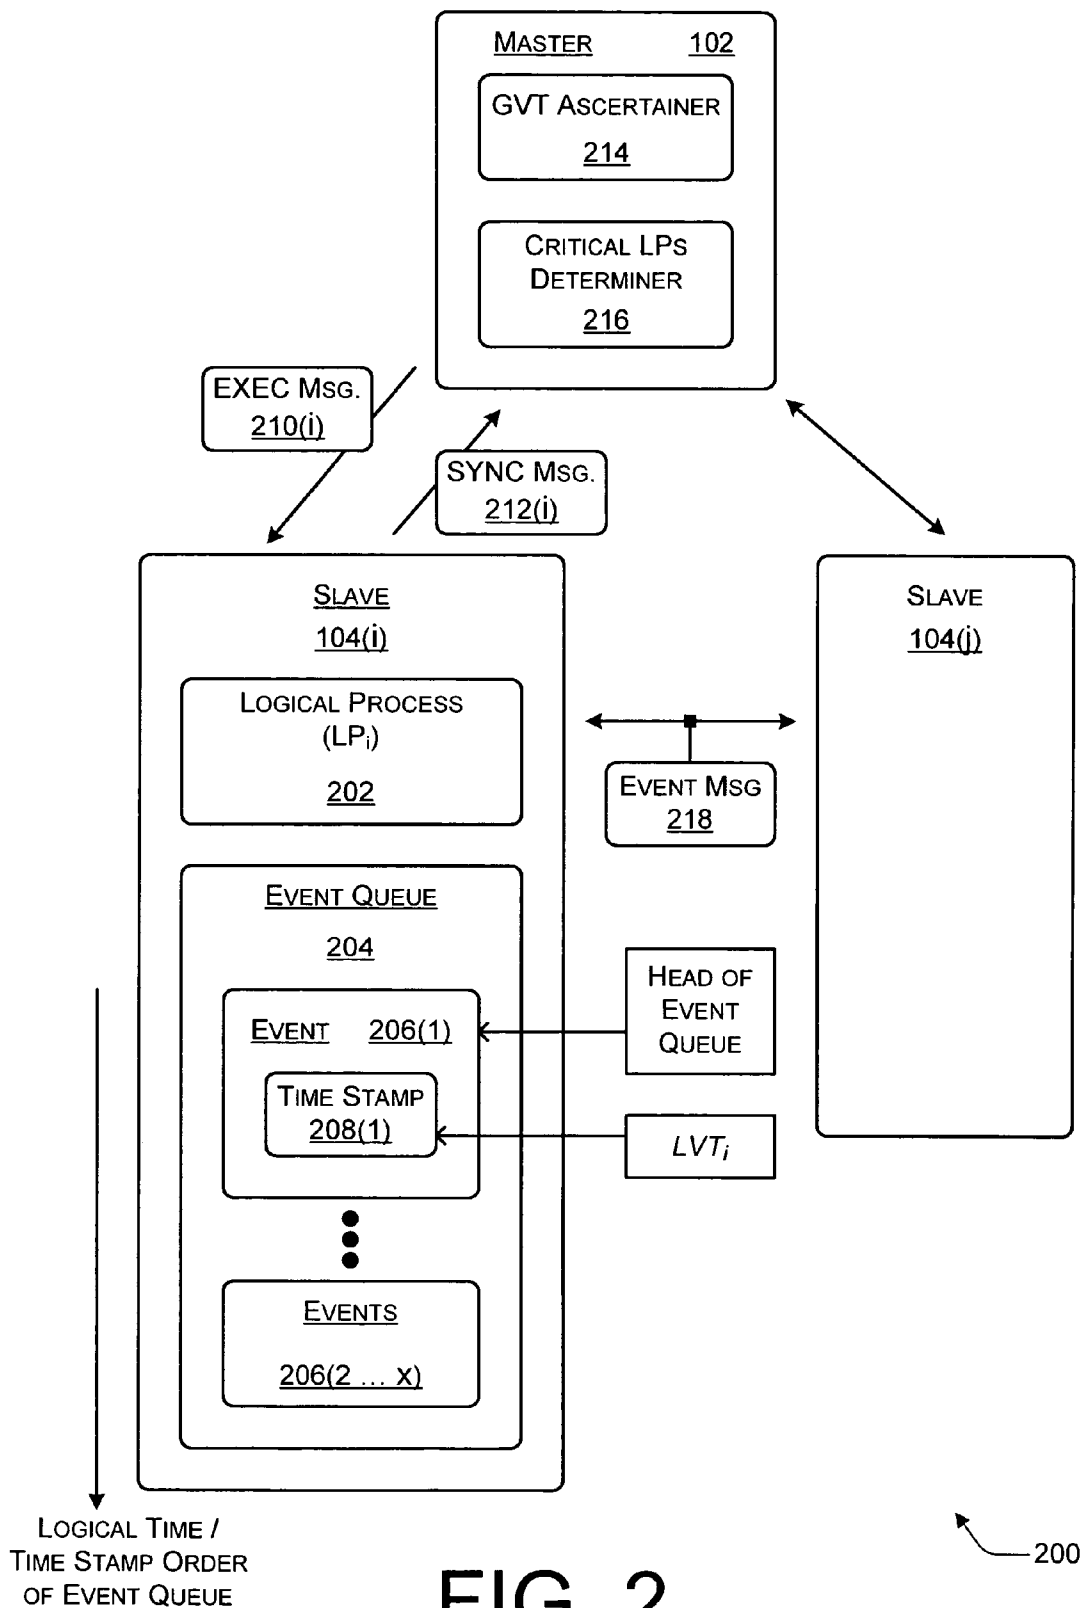 MASTER 102
GVT ASCERTAINER
214
CRITICAL LPS
DETERMINER
216
EXEC MSG.
210(i)
SYNC MSG.
212(i)
SLAVE
104(i)
LOGICAL PROCESS
(LPi)
202
SLAVE
104(j)
EVENT MSG
218
EVENT QUEUE
204
EVENT 206(1)
TIME STAMP
208(1)
HEAD OF
EVENT
QUEUE
LVTi
EVENTS
206(2 ... x)
LOGICAL TIME /
TIME STAMP ORDER
OF EVENT QUEUE
200
FIG. 2